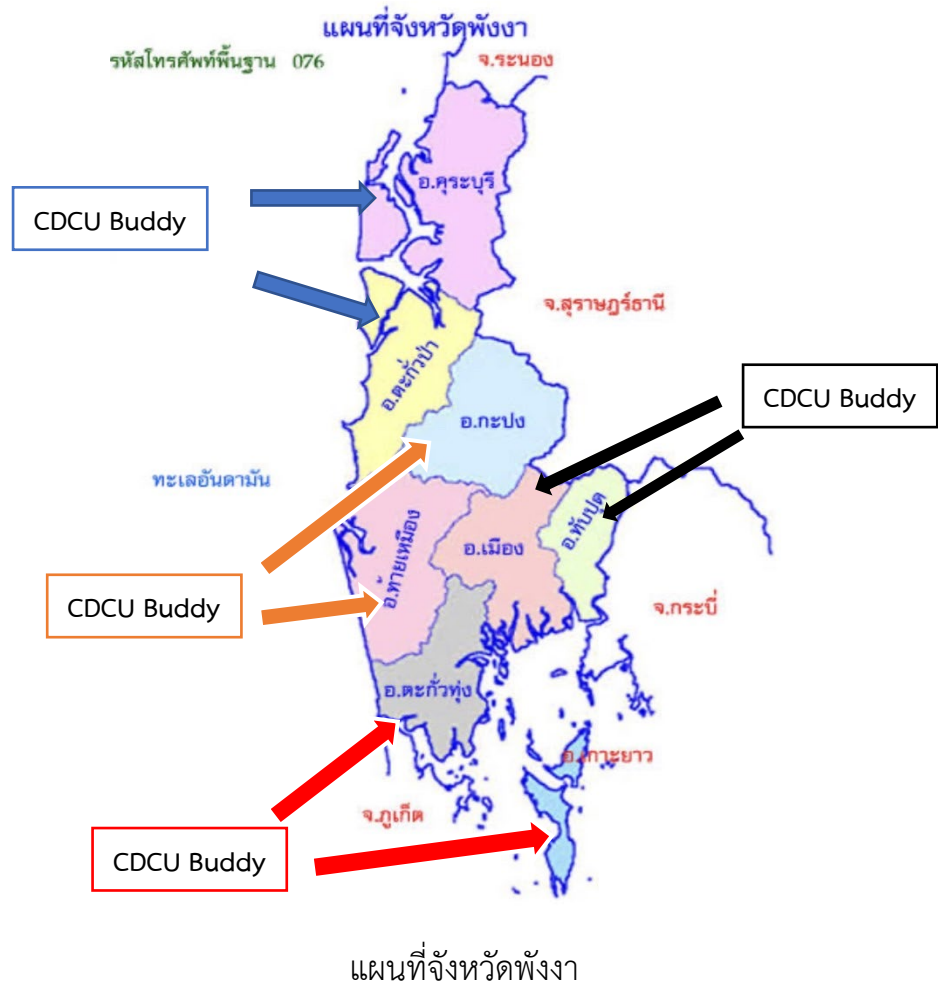 แผนที่จังหวัดพังงา
รหัสโทรศัพท์พื้นฐาน 076
จ.ระนอง
อ.คุระบุรี
CDCU Buddy
จ.สุราษฎร์ธานี
อ.ตะกั่วป่า
อ.กะปง
CDCU Buddy
ทะเลอันดามัน
อ.ทับปุด
อ.ท้ายเหมือง
อ.เมือง
CDCU Buddy
จ.กระบี่
อ.ตะกั่วทุ่ง
อ.เกาะยาว
จ.ภูเก็ต
CDCU Buddy
แผนที่จังหวัดพังงา